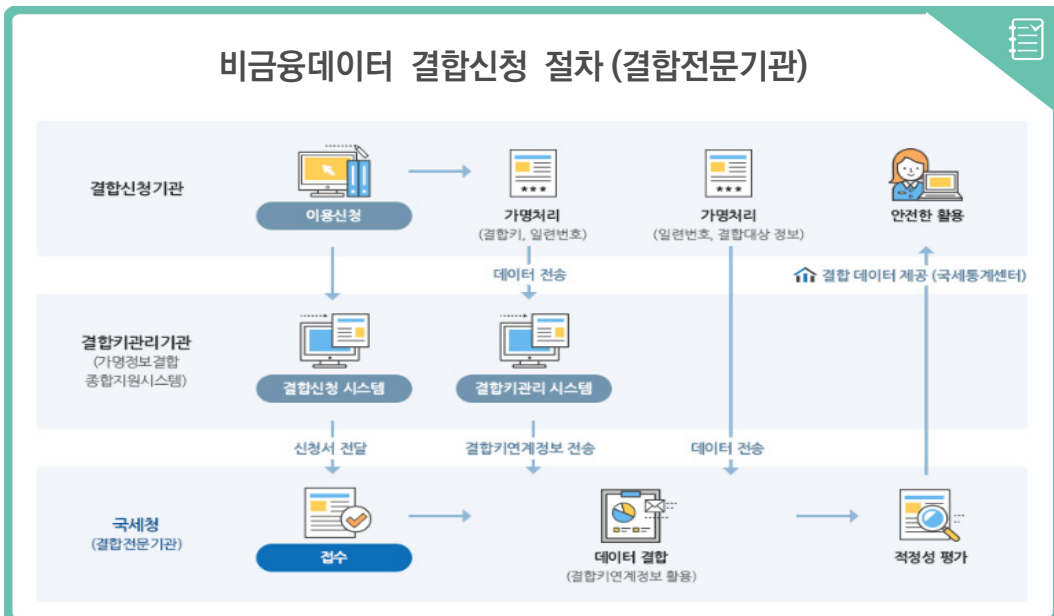 비금융데이터 결합신청 절차 (결합전문기관)
결합신청기관
이용신청
가명처리
(결합키, 일련번호)
가명처리
(일련번호, 결합대상 정보)
안전한 활용
데이터 전송
결합 데이터 제공 (국세통계센터)
결합키관리기관
(가명정보결합
종합지원시스템)
결합신청 시스템
결합키관리 시스템
신청서 전달
결합키연계정보 전송
데이터 전송
국세청
(결합전문기관)
접수
데이터 결합
(결합키연계정보 활용)
적정성 평가